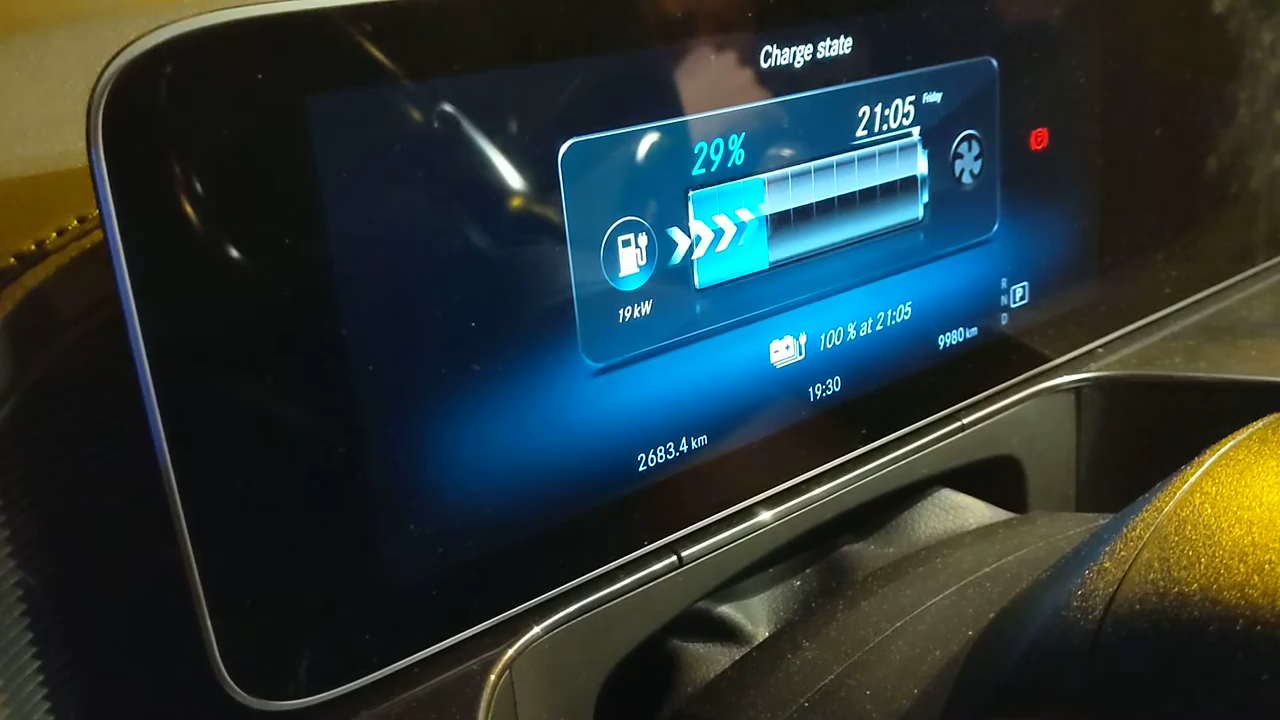 Charge state
21:05 Friday
29%
19 kW
100 % at 21:05
R
N P
D
9980 km
19:30
2683.4 km